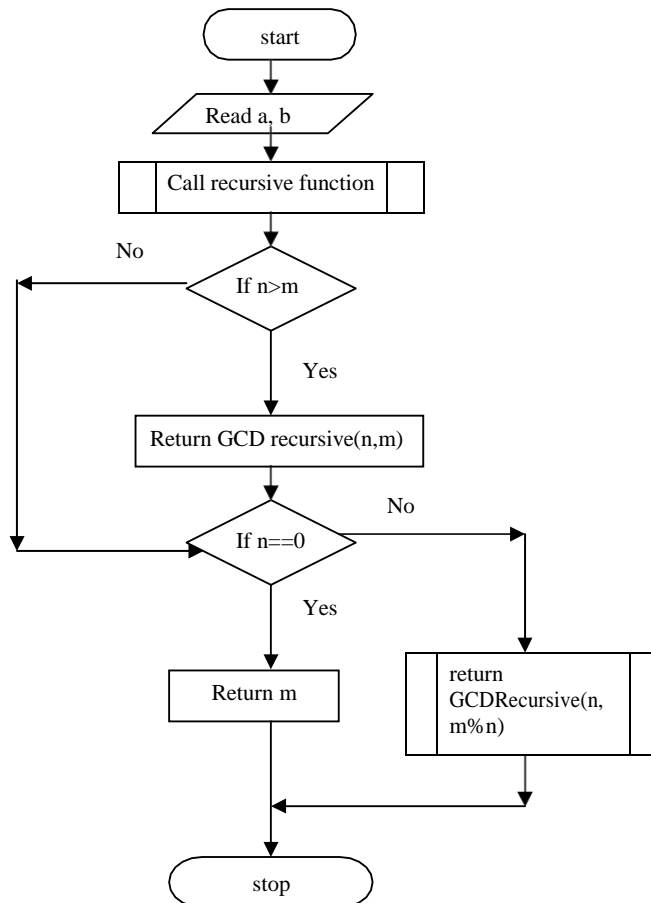 start
Read a, b
Call recursive function
No
If n>m
Yes
Return GCD recursive(n,m)
No
If n==0
Yes
Return m
return
GCDRecursive(n,
m%n)
stop